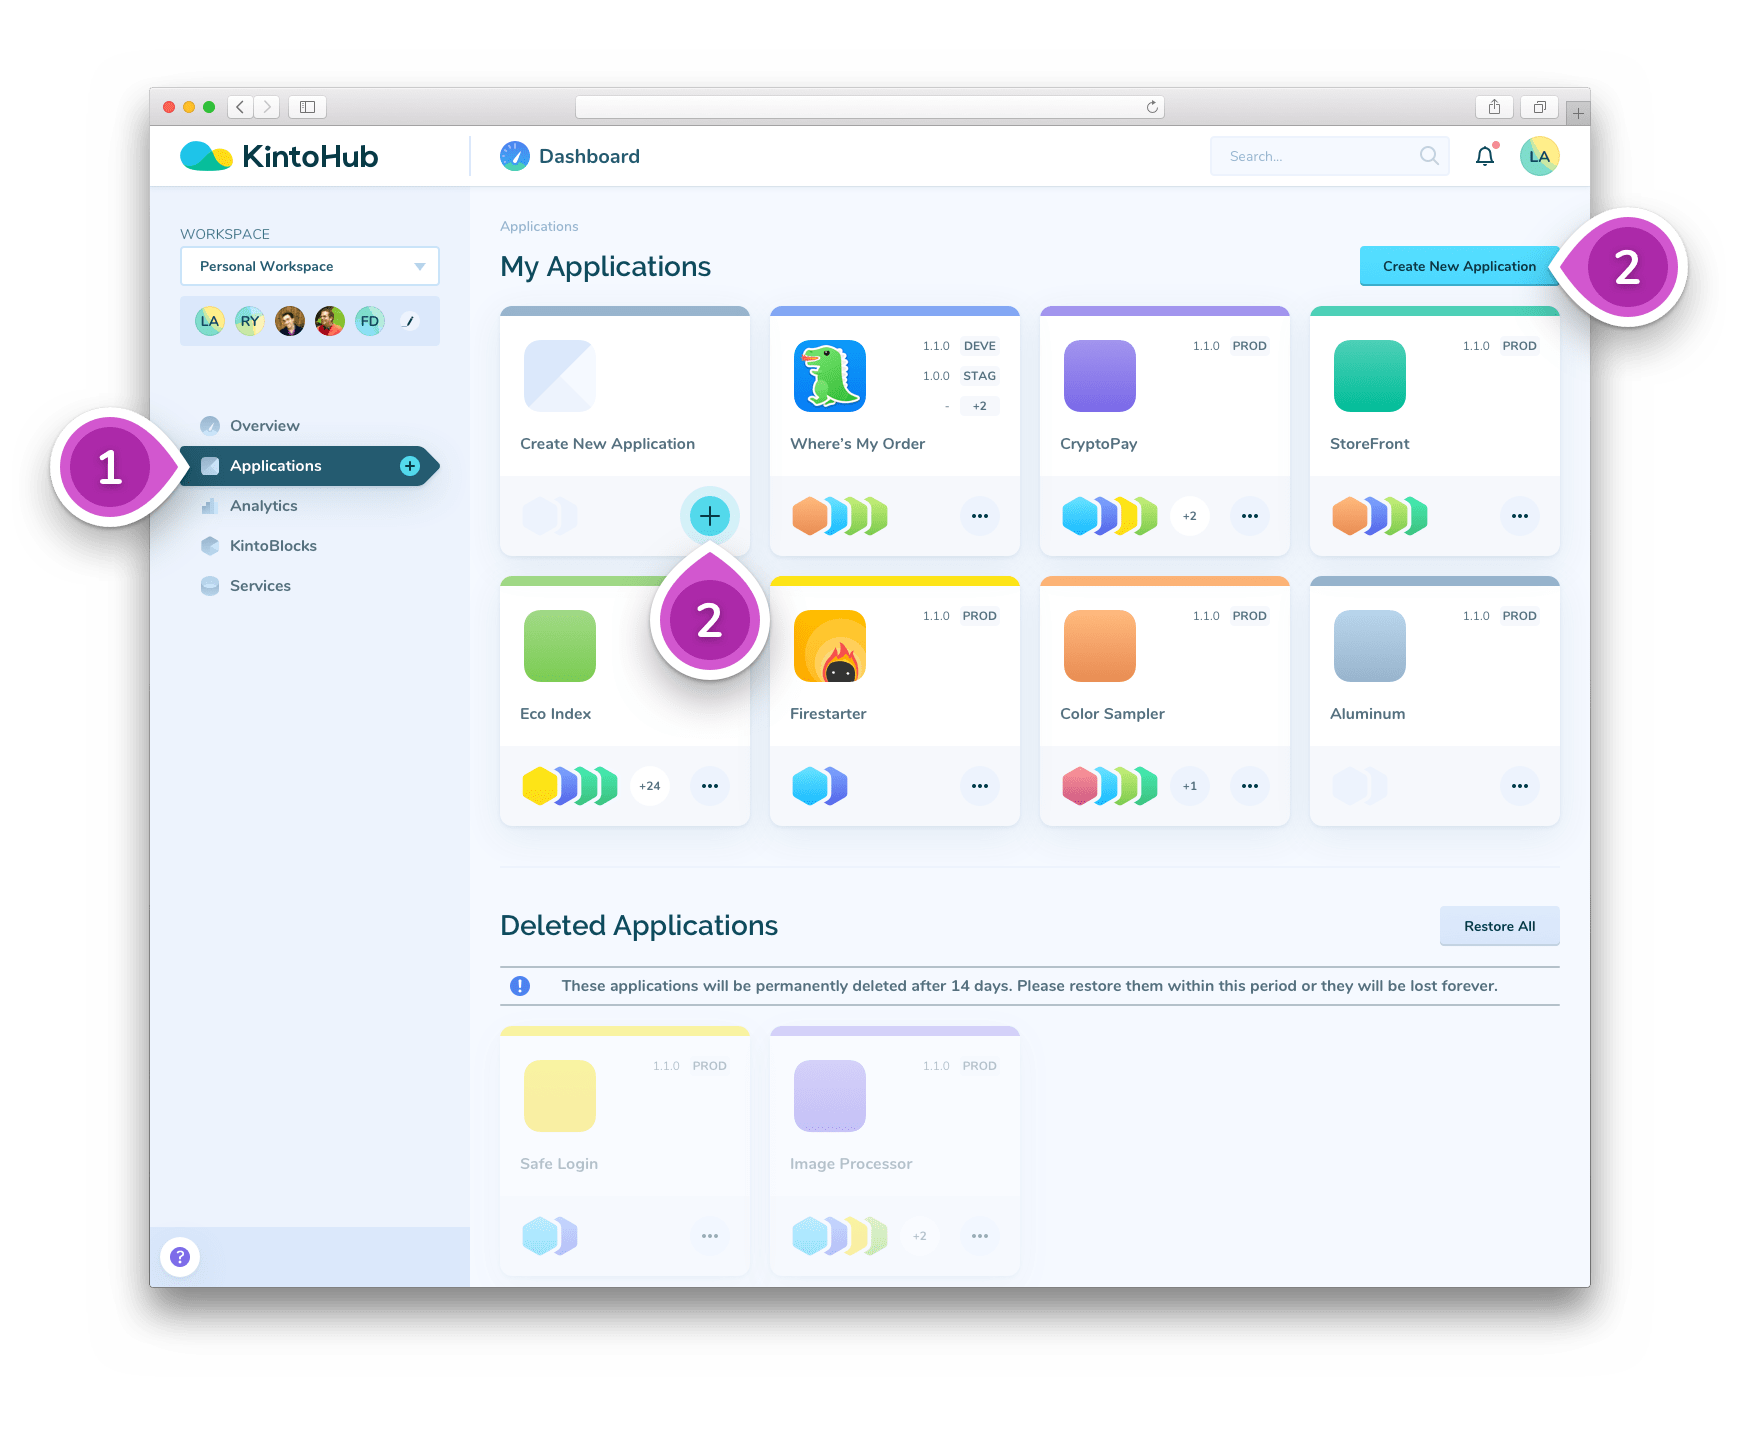 KintoHub
Dashboard
Search...
LA
WORKSPACE
Personal Workspace
LA RY FD
Overview
1
Applications
Analytics
KintoBlocks
Services
?
Applications
My Applications
Create New Application
2
Create New Application
2
1.1.0 DEVE
1.0.0 STAG
- +2
Where's My Order
1.1.0 PROD
CryptoPay
+2
1.1.0 PROD
StoreFront
Eco Index
+24
1.1.0 PROD
Firestarter
1.1.0 PROD
Color Sampler
+1
1.1.0 PROD
Aluminum
Deleted Applications
Restore All
! These applications will be permanently deleted after 14 days. Please restore them within this period or they will be lost forever.
1.1.0 PROD
Safe Login
1.1.0 PROD
Image Processor
+2